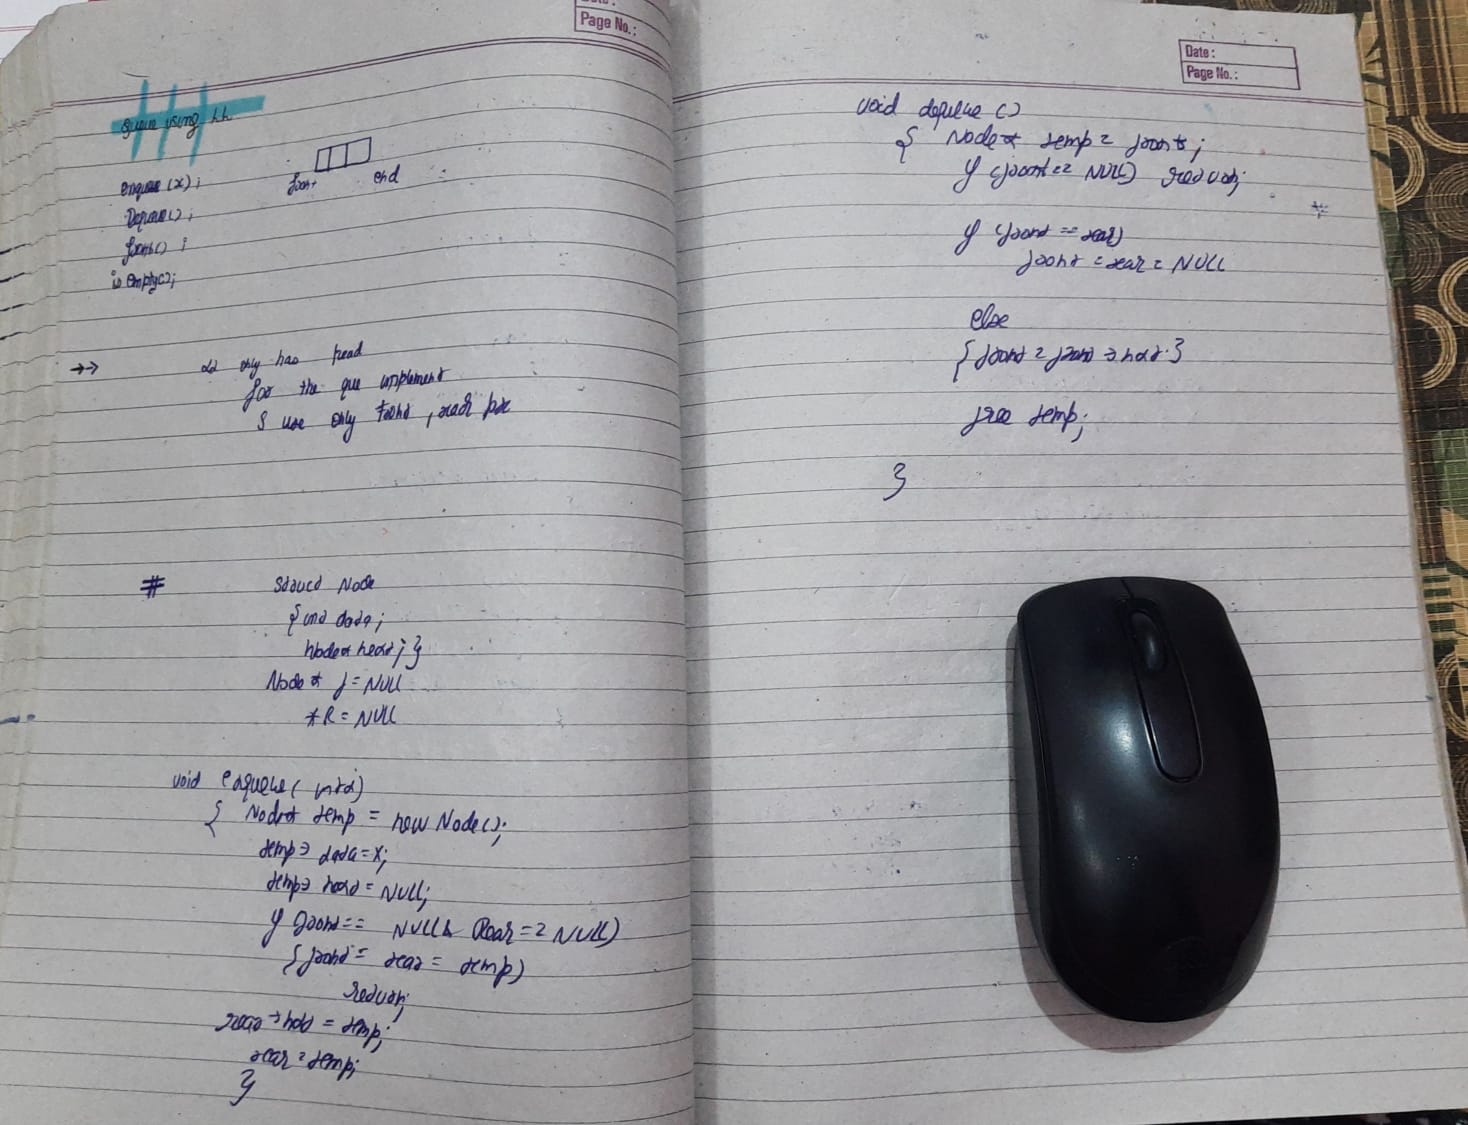 Date:
Page No.:
Queue using LL
enqueue(x);
Dequeue();
front();
isempty();
front end
→→ LL only has head
for the que implement
I use only front, rear ptr
# struct Node
{int data;
Node* next;}
Node* f=NULL
*R=NULL
void enqueue(int x)
{ Node* temp = new Node();
temp→data=x;
temp→next=NULL;
if front== NULL & Rear==NULL)
{front = rear = temp)
return;
rear→next = temp;
rear=temp;
}
Date:
Page No.:
void dequeue()
{ Node* temp = front;
if (front== NULL) return;
if (front == rear)
front = rear = NULL
else
{front = front → next.}
free temp;
}